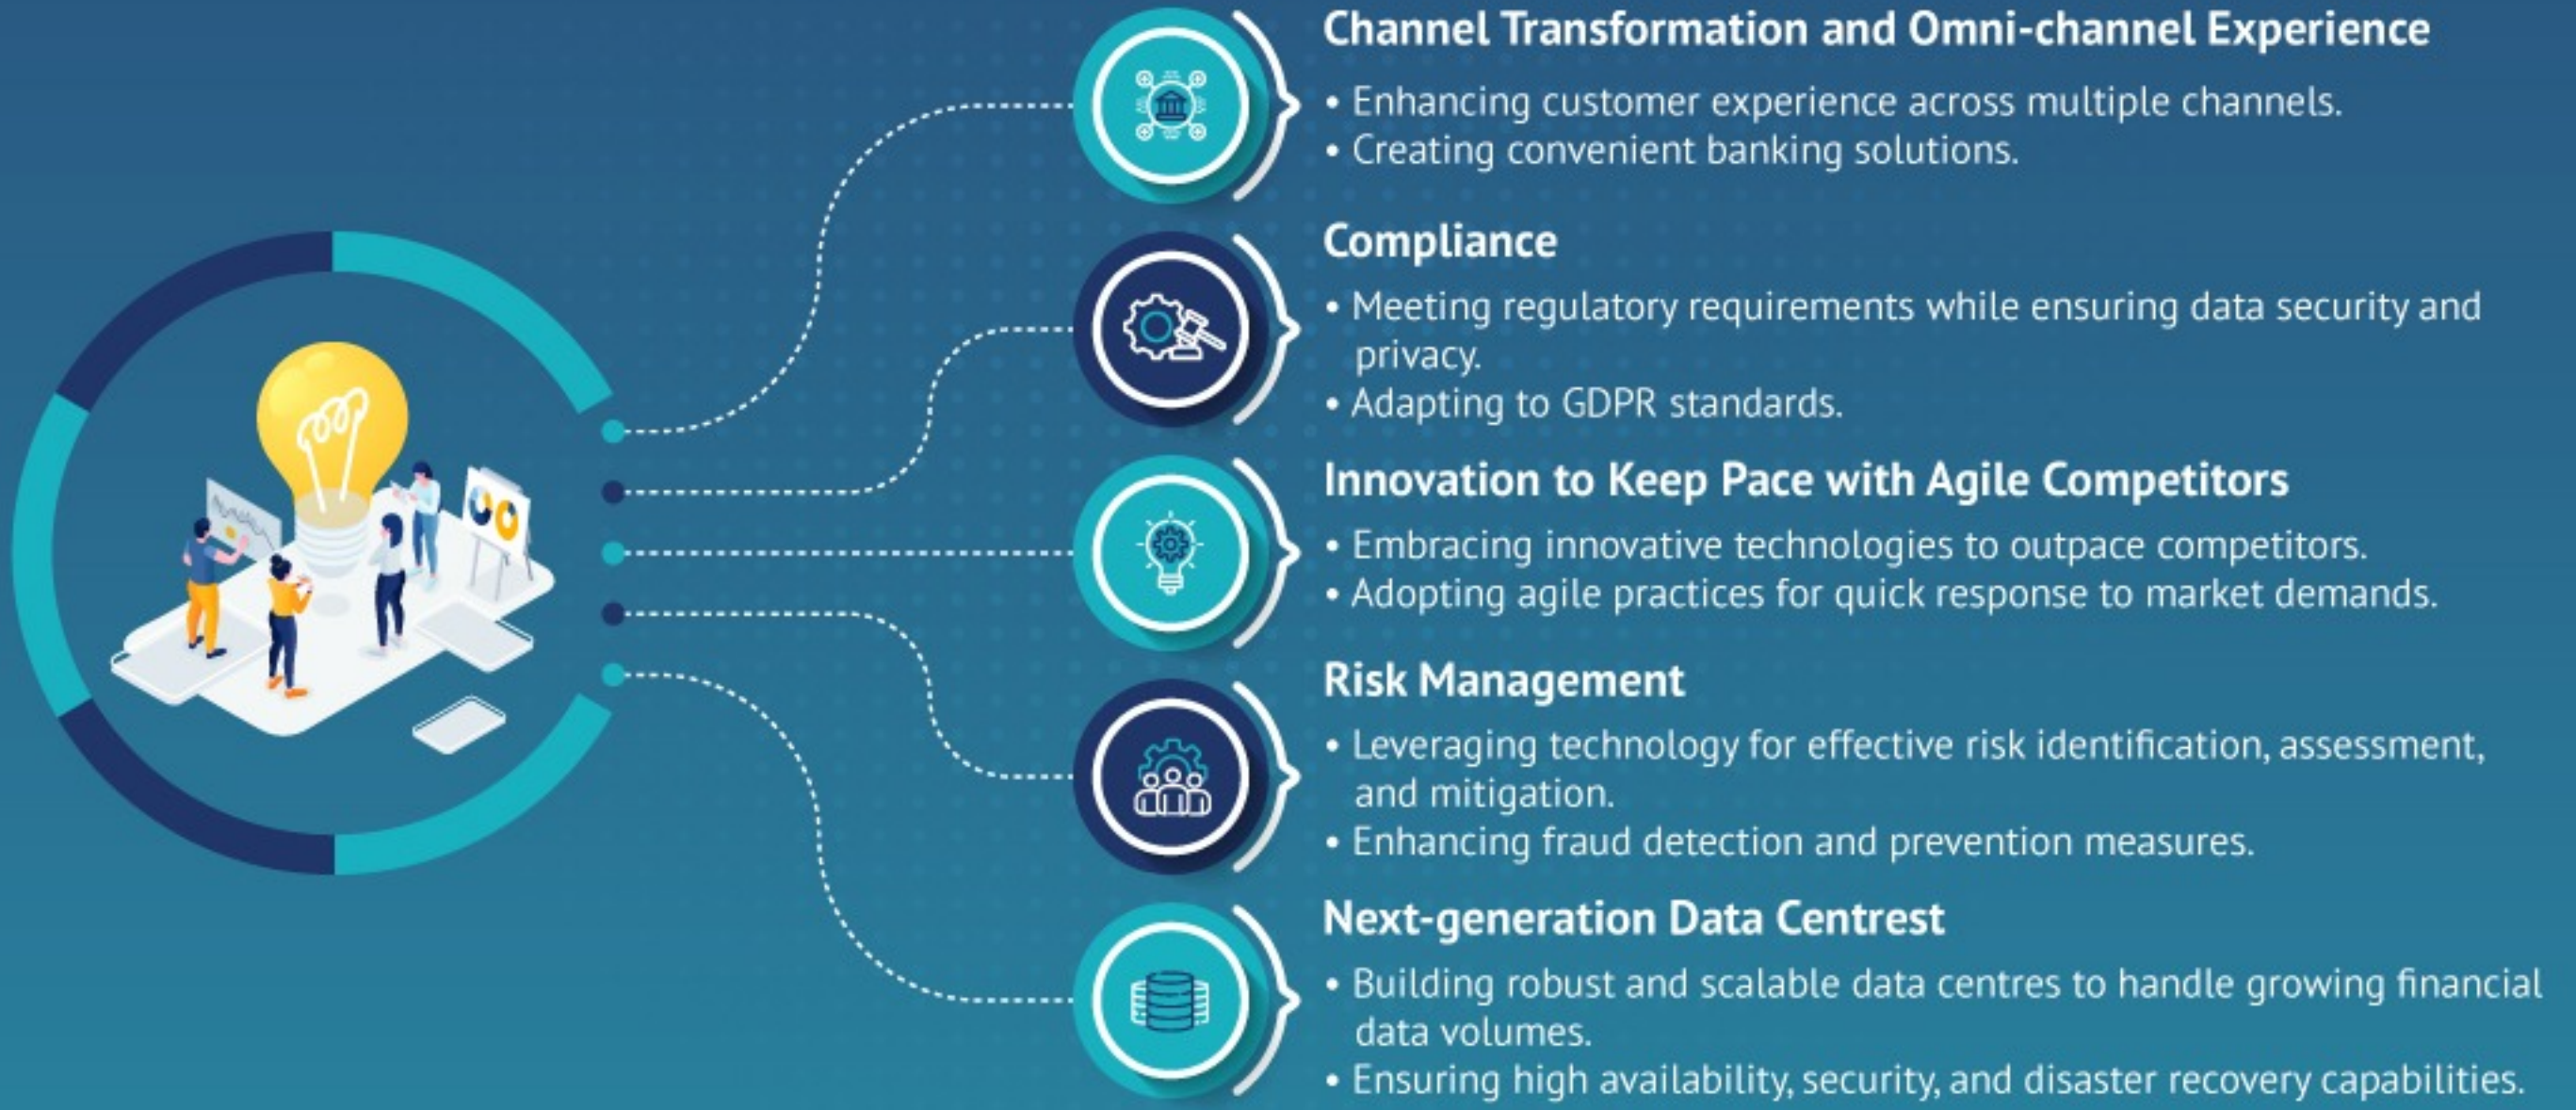 Channel Transformation and Omni-channel Experience
• Enhancing customer experience across multiple channels.
• Creating convenient banking solutions.
Compliance
• Meeting regulatory requirements while ensuring data security and
privacy.
• Adapting to GDPR standards.
Innovation to Keep Pace with Agile Competitors
• Embracing innovative technologies to outpace competitors.
• Adopting agile practices for quick response to market demands.
Risk Management
• Leveraging technology for effective risk identification, assessment,
and mitigation.
• Enhancing fraud detection and prevention measures.
Next-generation Data Centrest
• Building robust and scalable data centres to handle growing financial
data volumes.
• Ensuring high availability, security, and disaster recovery capabilities.